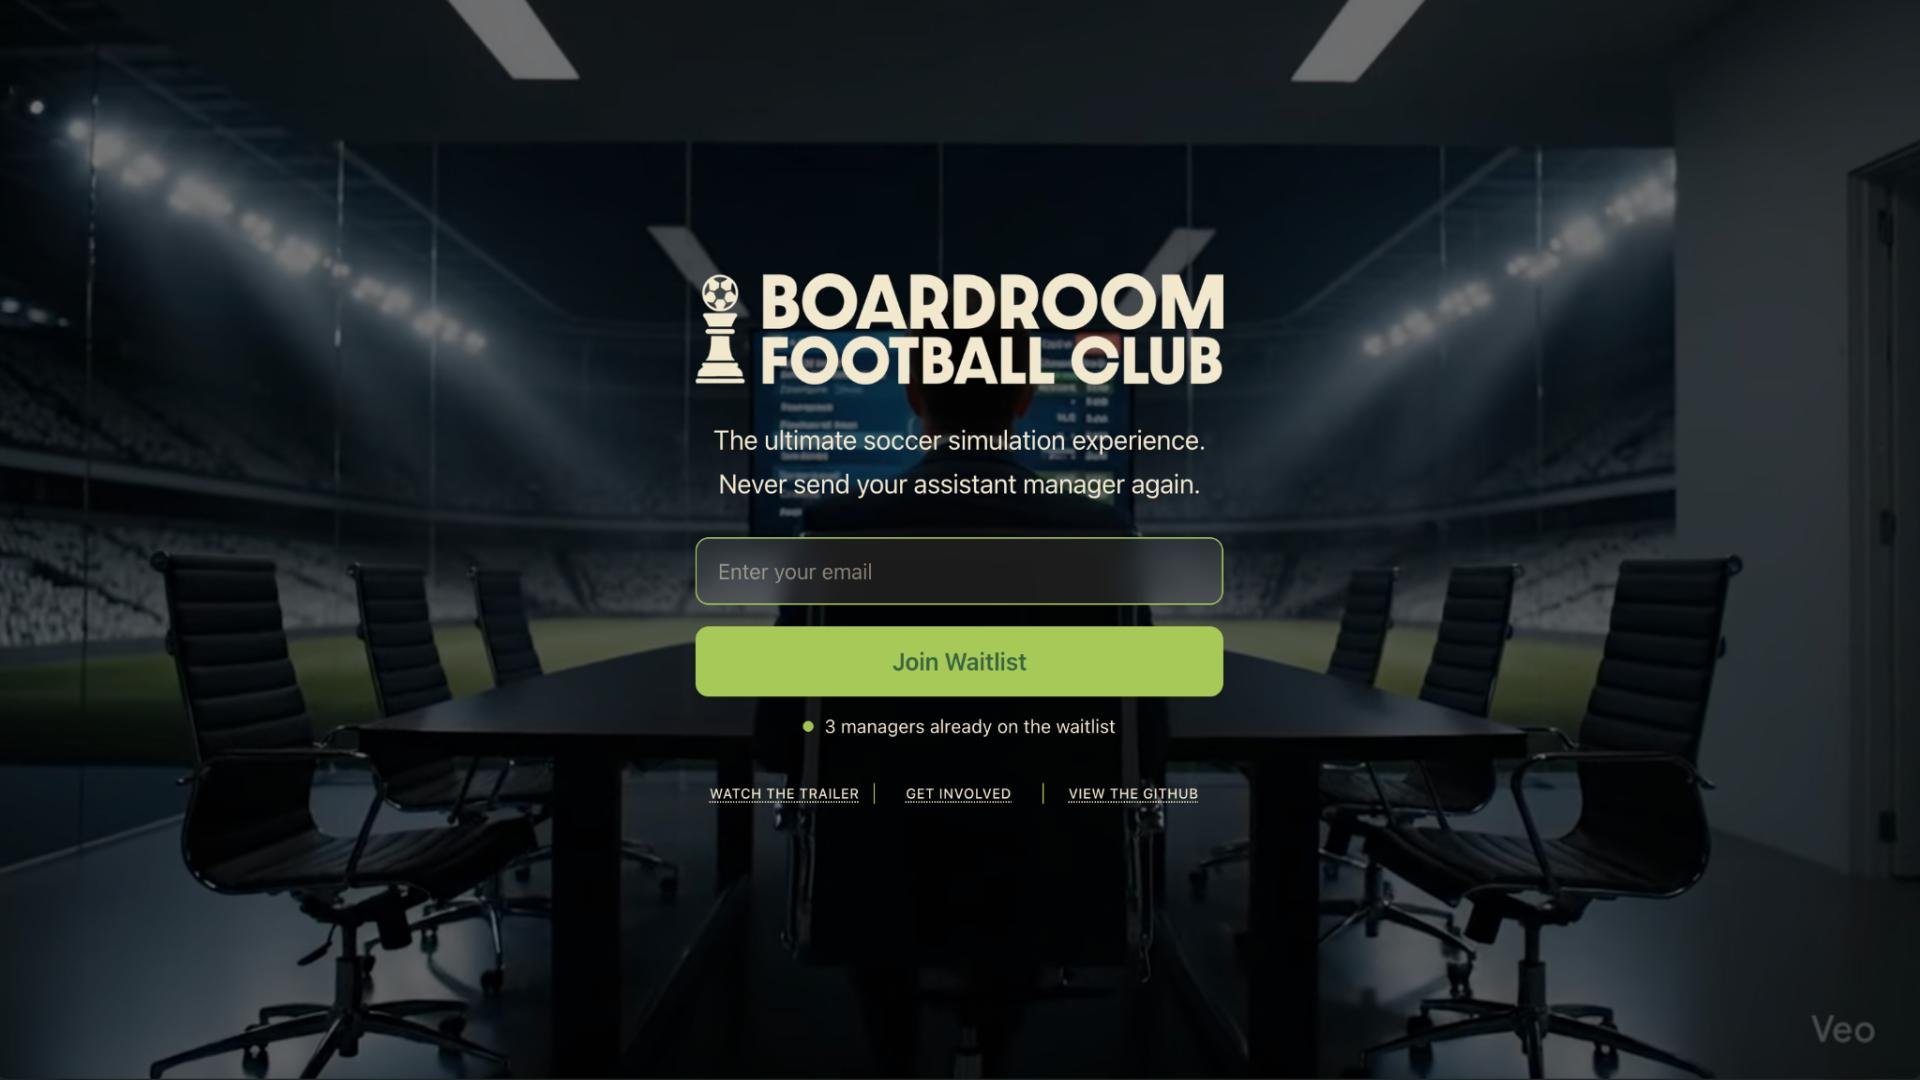 BOARDROOM
FOOTBALL CLUB
The ultimate soccer simulation experience.
Never send your assistant manager again.
Enter your email
Join Waitlist
3 managers already on the waitlist
WATCH THE TRAILER
GET INVOLVED
VIEW THE GITHUB
Veo